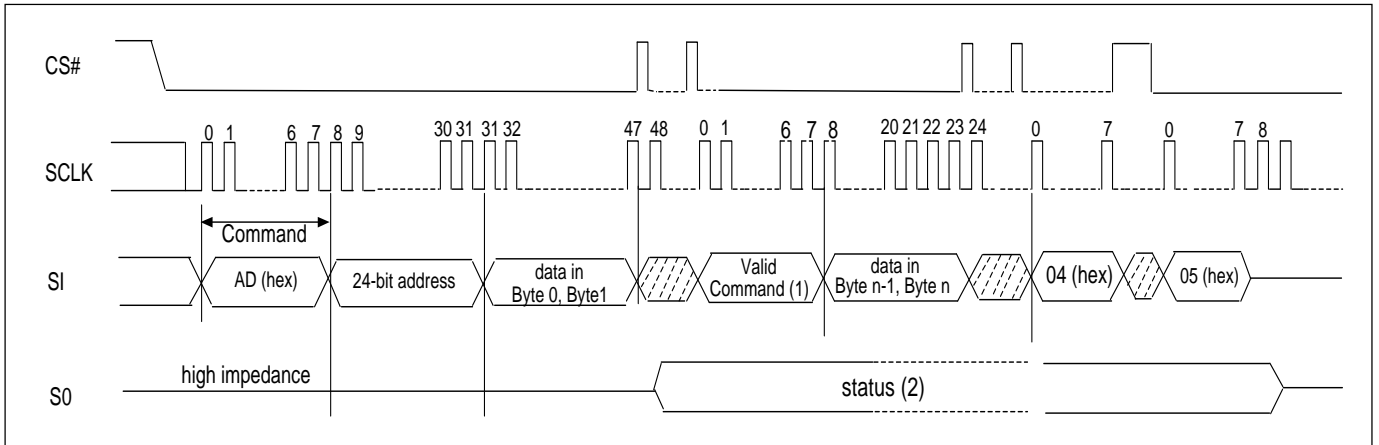 CS#
0 1 6 7 8 9 30 31 31 32 47 48 0 1 6 7 8 20 21 22 23 24 0 7 0 7 8
SCLK
Command
SI AD (hex) 24-bit address data in Byte 0, Byte1 Valid Command (1) data in Byte n-1, Byte n 04 (hex) 05 (hex)
high impedance
S0 status (2)